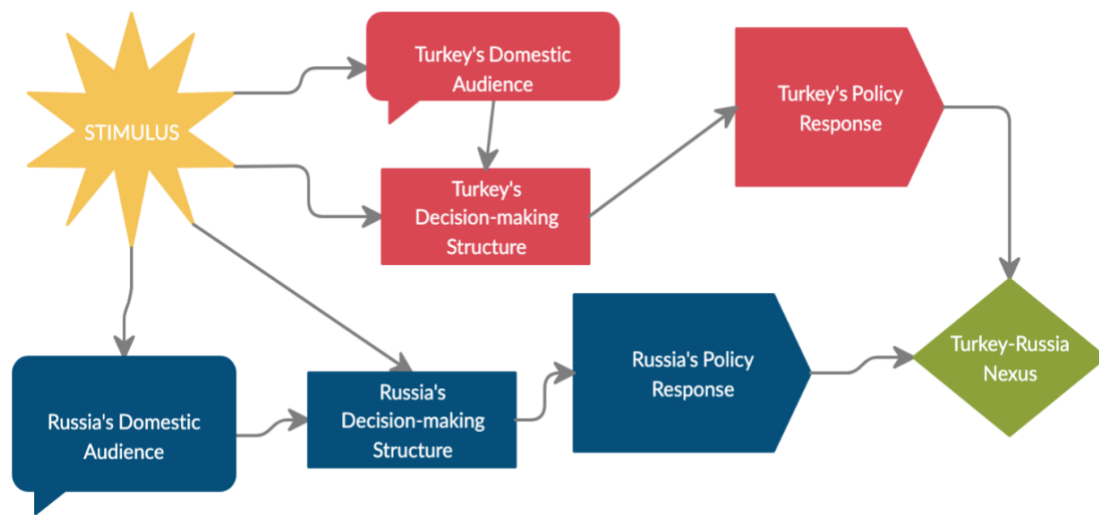 STIMULUS
Turkey's Domestic
Audience
Turkey's
Decision-making
Structure
Turkey's Policy
Response
Russia's Domestic
Audience
Russia's
Decision-making
Structure
Russia's Policy
Response
Turkey-Russia
Nexus